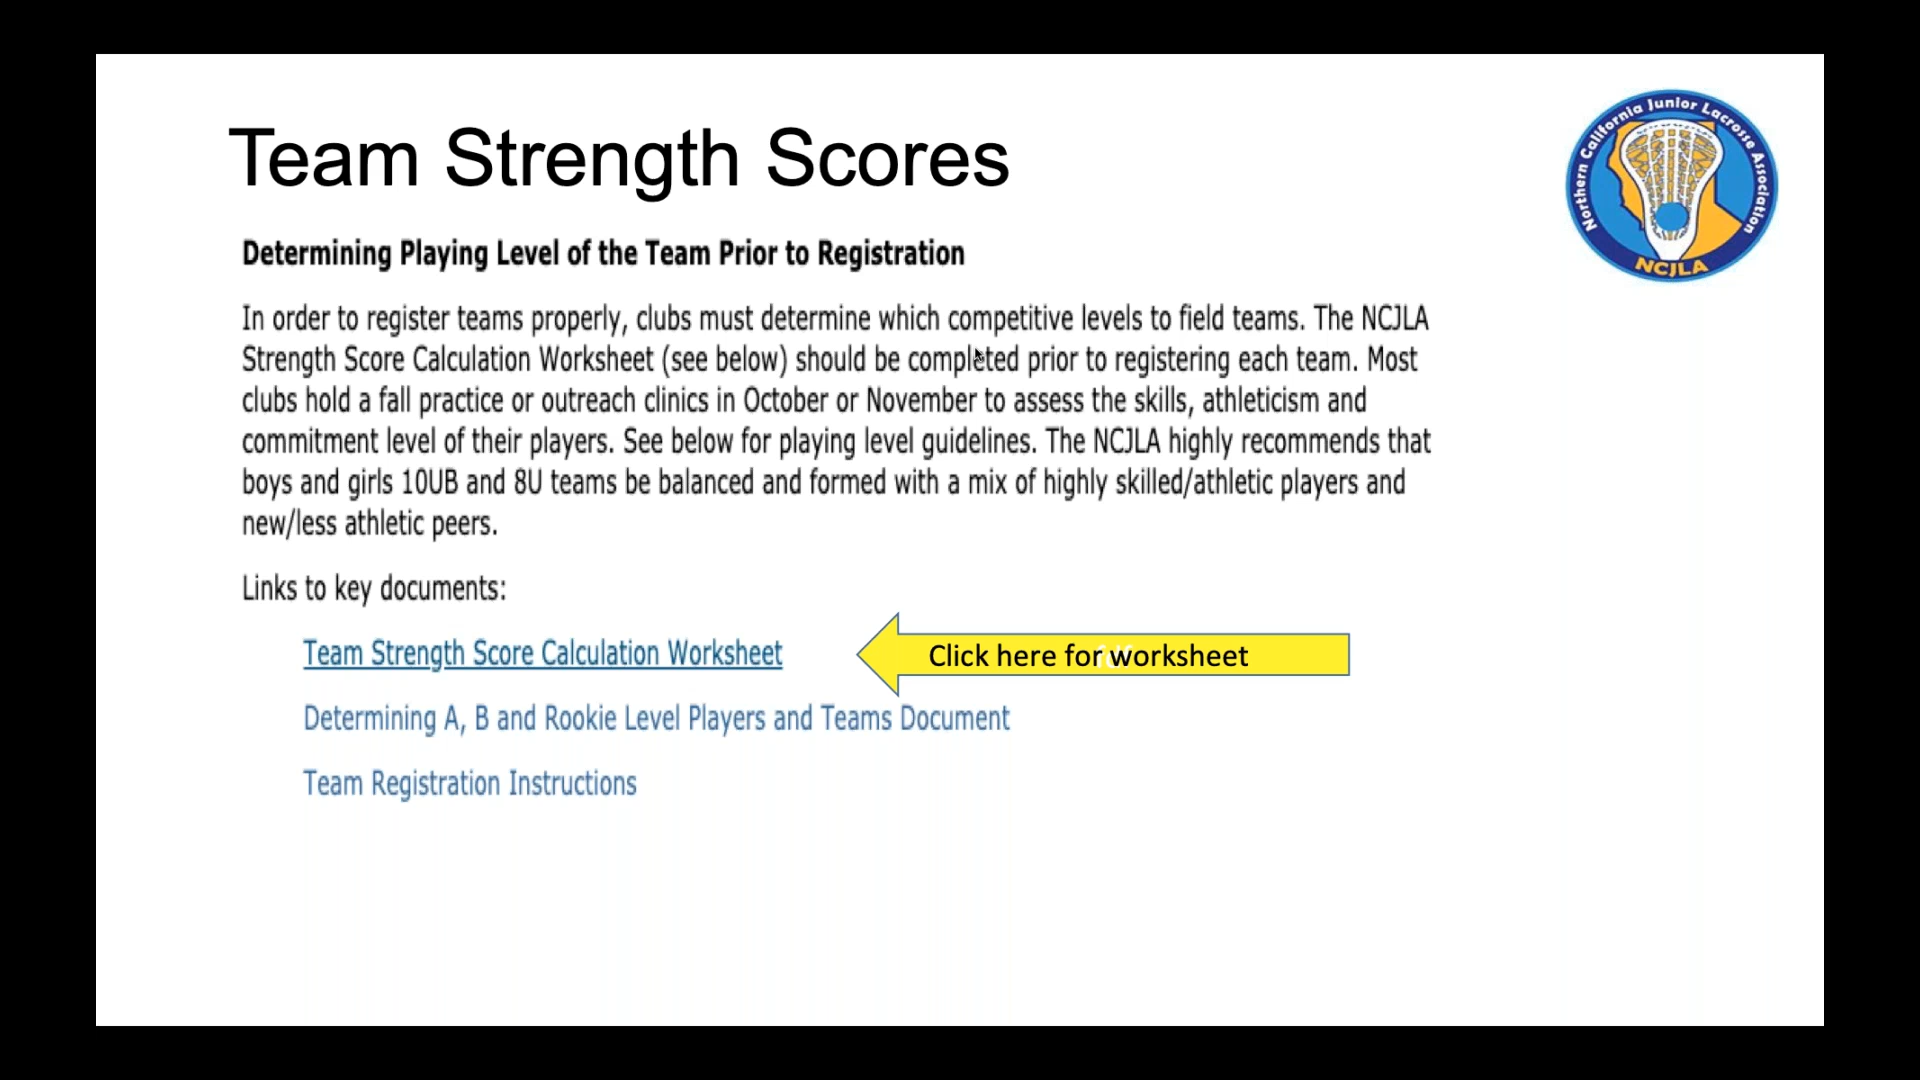 Team Strength Scores
Northern California Junior Lacrosse Association
NCJLA
Determining Playing Level of the Team Prior to Registration
In order to register teams properly, clubs must determine which competitive levels to field teams. The NCJLA
Strength Score Calculation Worksheet (see below) should be completed prior to registering each team. Most
clubs hold a fall practice or outreach clinics in October or November to assess the skills, athleticism and
commitment level of their players. See below for playing level guidelines. The NCJLA highly recommends that
boys and girls 10UB and 8U teams be balanced and formed with a mix of highly skilled/athletic players and
new/less athletic peers.
Links to key documents:
Team Strength Score Calculation Worksheet
Click here for worksheet
Determining A, B and Rookie Level Players and Teams Document
Team Registration Instructions